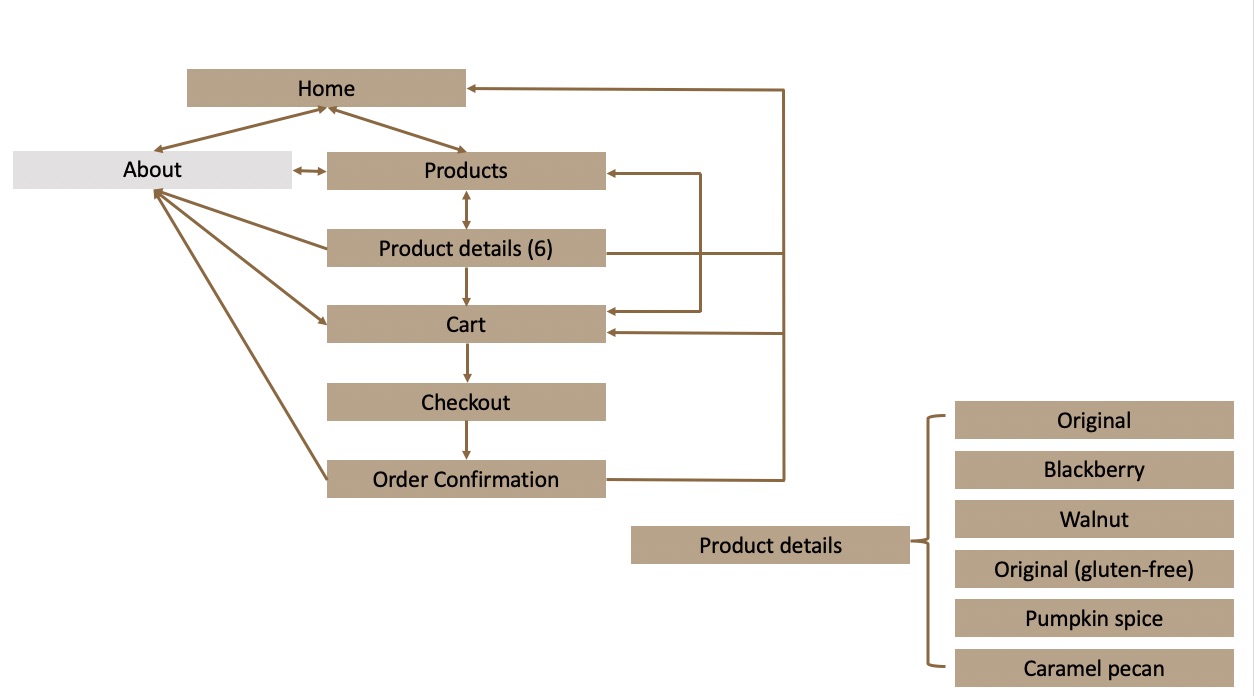 Home
About
Products
Product details (6)
Cart
Checkout
Order Confirmation
Product details
Original
Blackberry
Walnut
Original (gluten-free)
Pumpkin spice
Caramel pecan